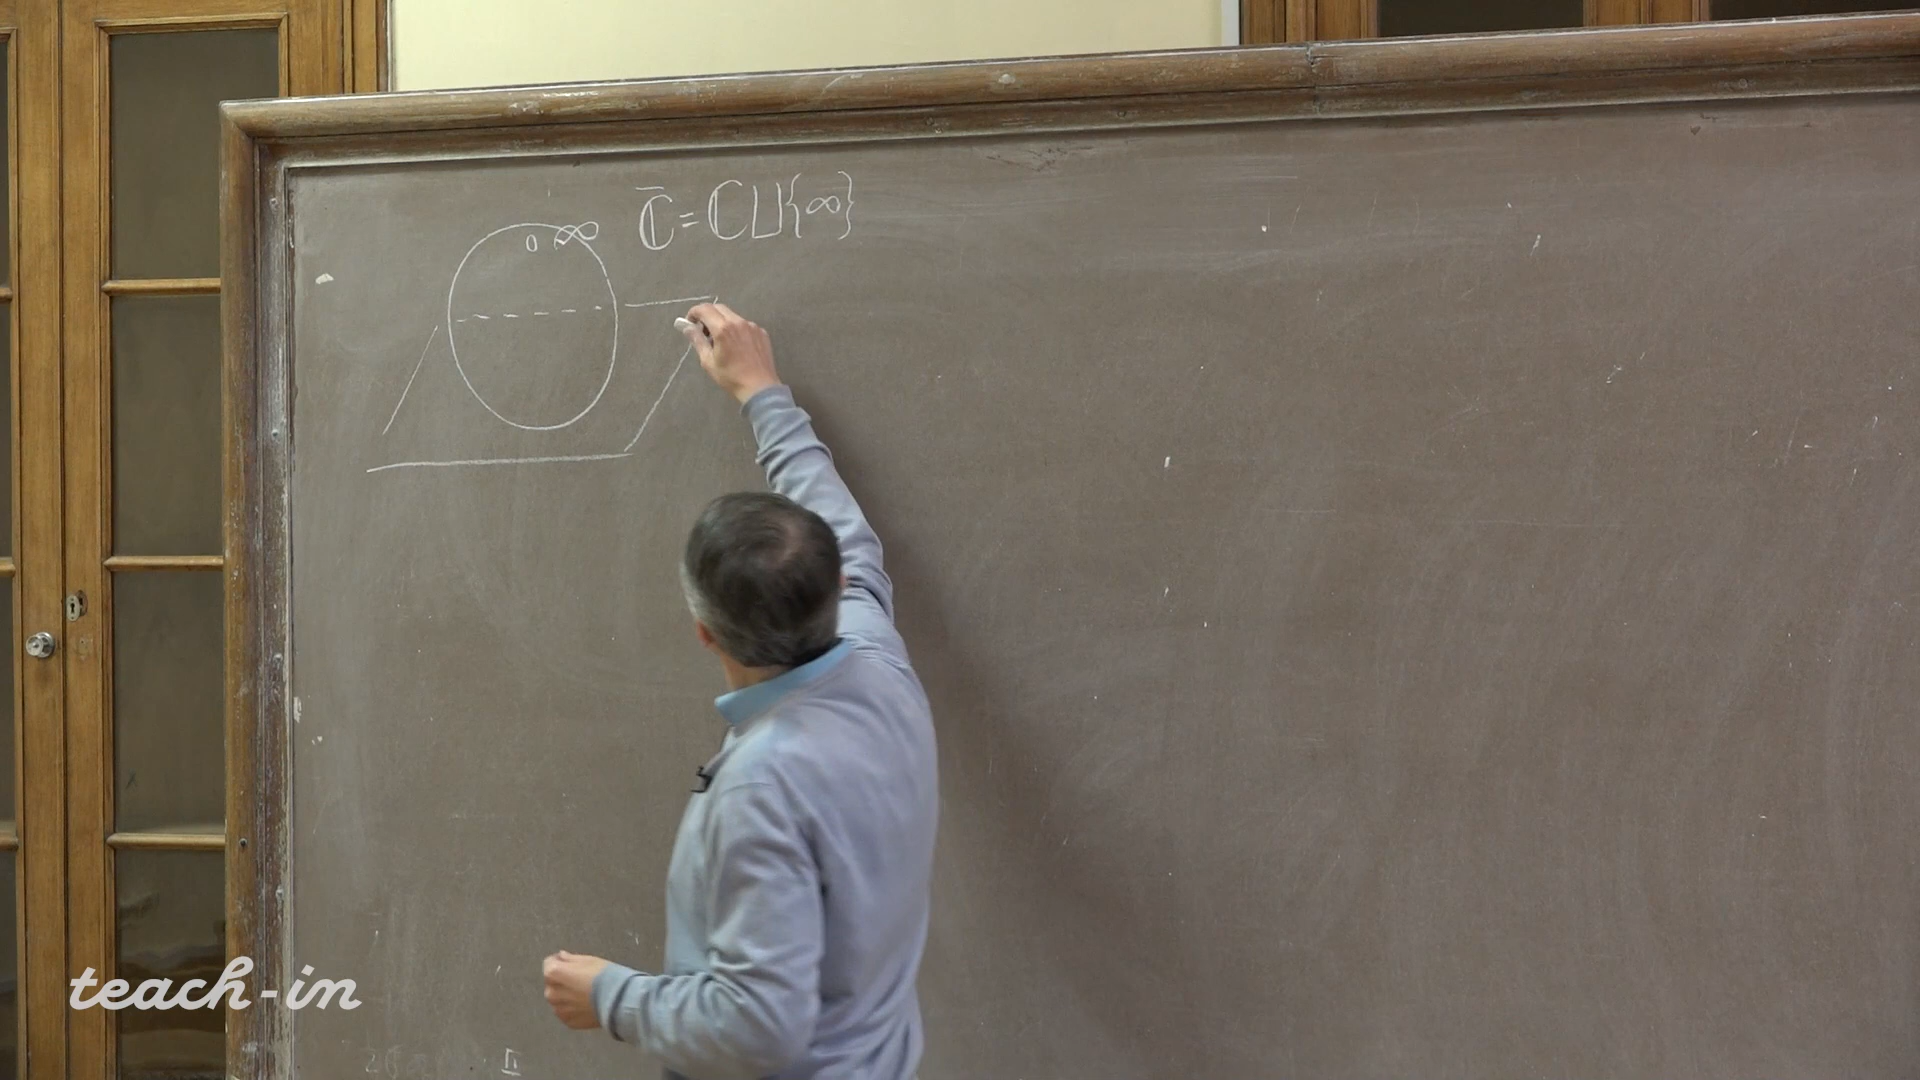 C̅ = ℂ ⊔ {∞}
0 ∞
teach-in